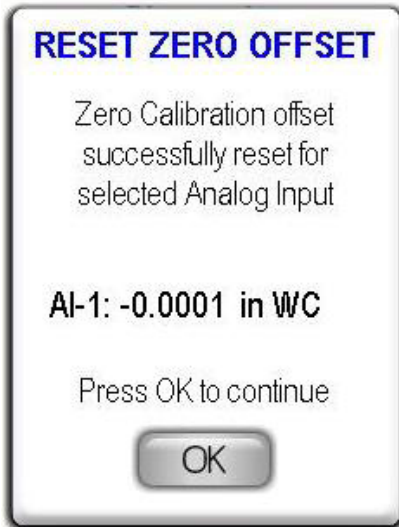 RESET ZERO OFFSET
Zero Calibration offset
successfully reset for
selected Analog Input
AI-1: -0.0001 in WC
Press OK to continue
OK